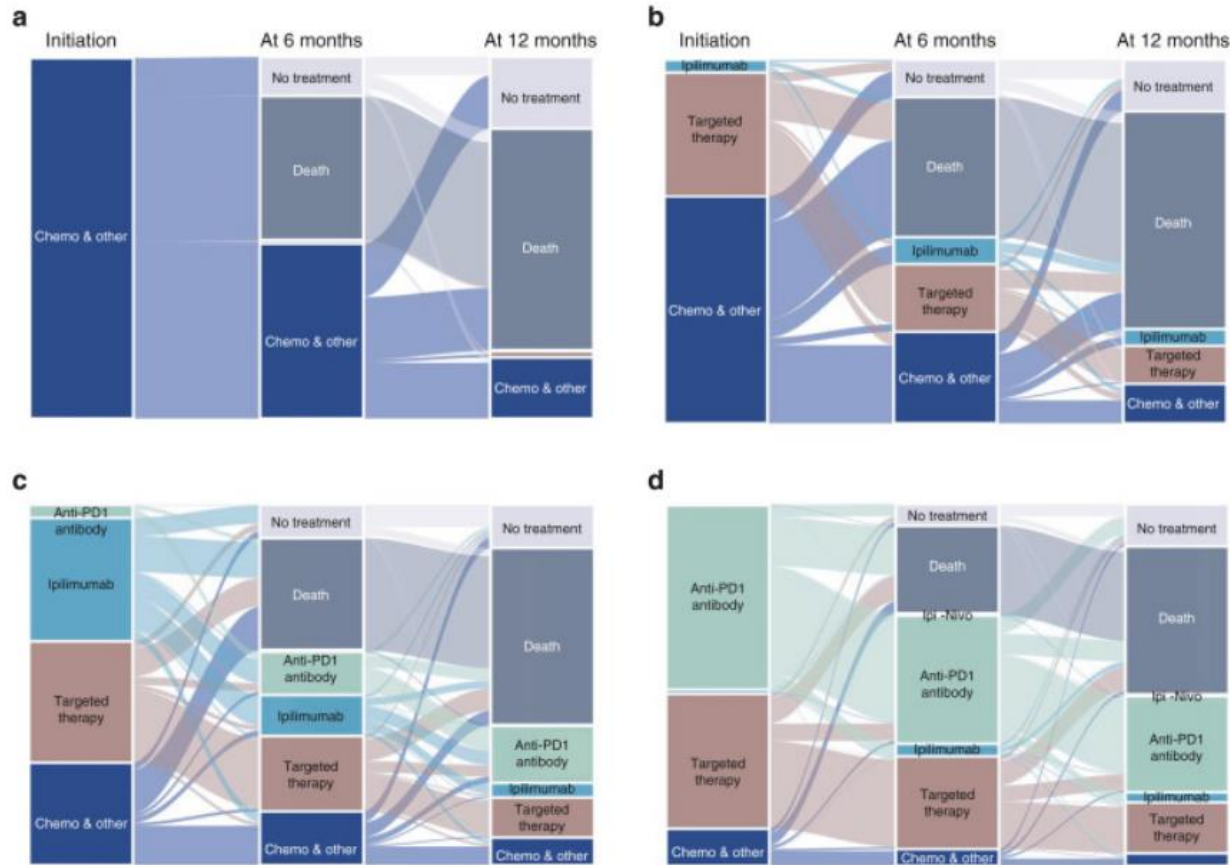 a
Initiation
At 6 months
At 12 months
No treatment
Death
Chemo & other
Chemo & other
No treatment
Death
Chemo & other
b
Initiation
At 6 months
At 12 months
Ipilimumab
Targeted
therapy
Chemo & other
No treatment
Death
Ipilimumab
Targeted
therapy
Chemo & other
No treatment
Death
Ipilimumab
Targeted
therapy
Chemo & other
c
Anti-PD1
antibody
Ipilimumab
Targeted
therapy
Chemo & other
No treatment
Death
Anti-PD1
antibody
Ipilimumab
Targeted
therapy
Chemo & other
No treatment
Death
Anti-PD1
antibody
Ipilimumab
Targeted
therapy
Chemo & other
d
Anti-PD1
antibody
Targeted
therapy
Chemo & other
No treatment
Death
Ipi -Nivo
Anti-PD1
antibody
Ipilimumab
Targeted
therapy
Chemo & other
No treatment
Death
Ipi -Nivo
Anti-PD1
antibody
Ipilimumab
Targeted
therapy